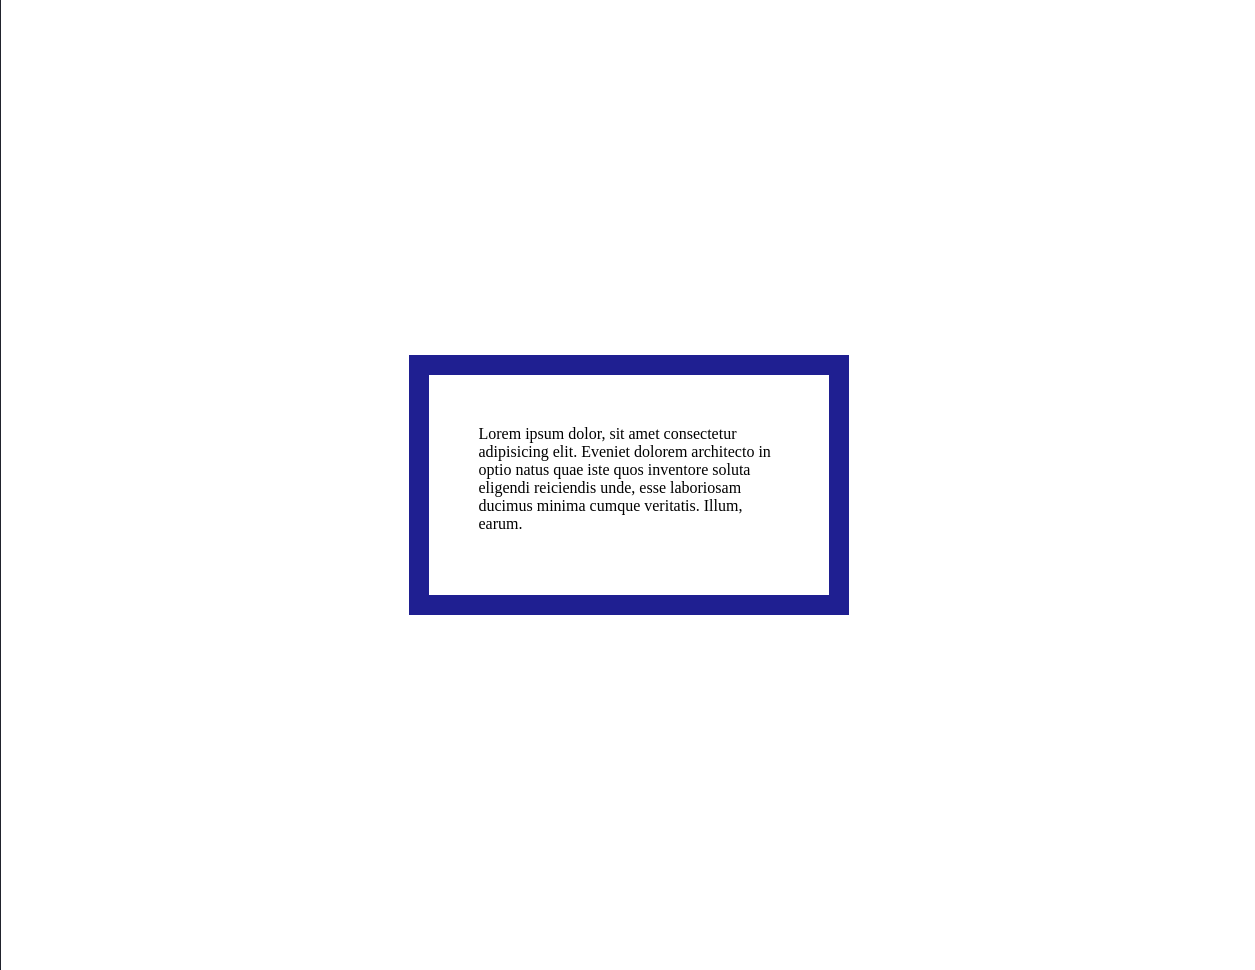 Lorem ipsum dolor, sit amet consectetur
adipisicing elit. Eveniet dolorem architecto in
optio natus quae iste quos inventore soluta
eligendi reiciendis unde, esse laboriosam
ducimus minima cumque veritatis. Illum,
earum.